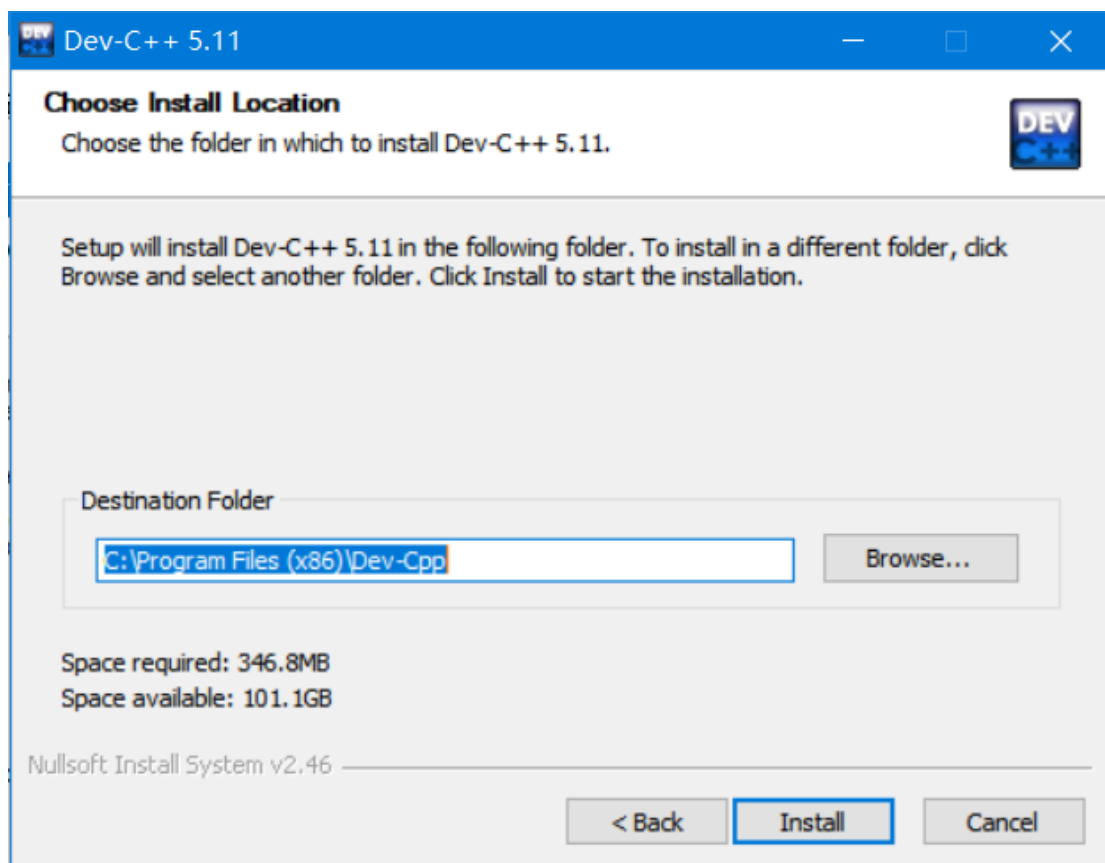 Dev-C++ 5.11
Choose Install Location
Choose the folder in which to install Dev-C++ 5.11.
DEV
C++
Setup will install Dev-C++ 5.11 in the following folder. To install in a different folder, click
Browse and select another folder. Click Install to start the installation.
Destination Folder
C:\Program Files (x86)\Dev-Cpp
Browse...
Space required: 346.8MB
Space available: 101.1GB
Nullsoft Install System v2.46
< Back
Install
Cancel